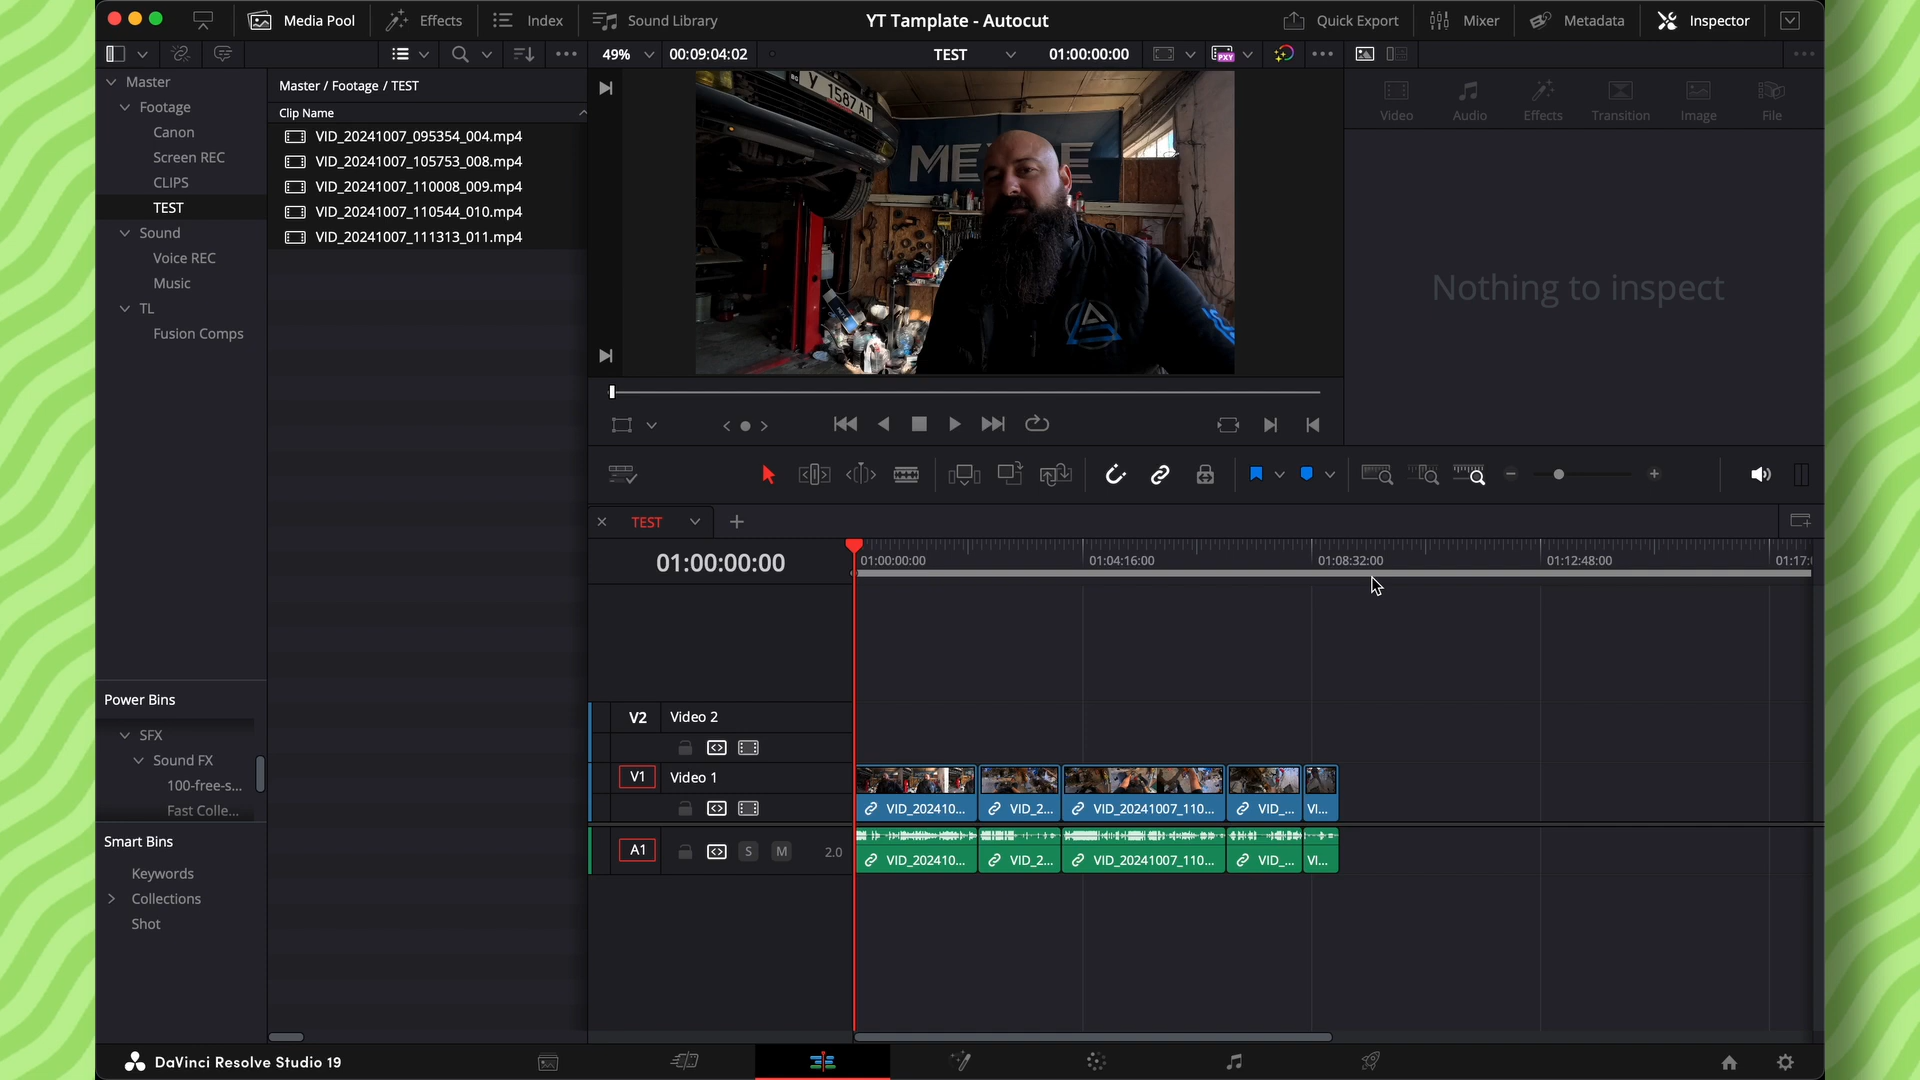 Media Pool
Effects
Index
Sound Library
YT Tamplate - Autocut
Quick Export
Mixer
Metadata
Inspector
49%
00:09:04:02
TEST
01:00:00:00
PXY
Master
Footage
Canon
Screen REC
CLIPS
TEST
Sound
Voice REC
Music
TL
Fusion Comps
Master / Footage / TEST
Clip Name
VID_20241007_095354_004.mp4
VID_20241007_105753_008.mp4
VID_20241007_110008_009.mp4
VID_20241007_110544_010.mp4
VID_20241007_111313_011.mp4
BG
Y 1587 AT
MEYLE
Video
Audio
Effects
Transition
Image
File
Nothing to inspect
TEST
01:00:00:00
01:00:00:00
01:04:16:00
01:08:32:00
01:12:48:00
01:17:
V2
Video 2
V1
Video 1
VID_202410...
VID_2...
VID_20241007_110...
VID_...
VI...
A1
S
M
2.0
VID_202410...
VID_2...
VID_20241007_110...
VID_...
VI...
Power Bins
SFX
Sound FX
100-free-s...
Fast Colle...
Smart Bins
Keywords
Collections
Shot
DaVinci Resolve Studio 19